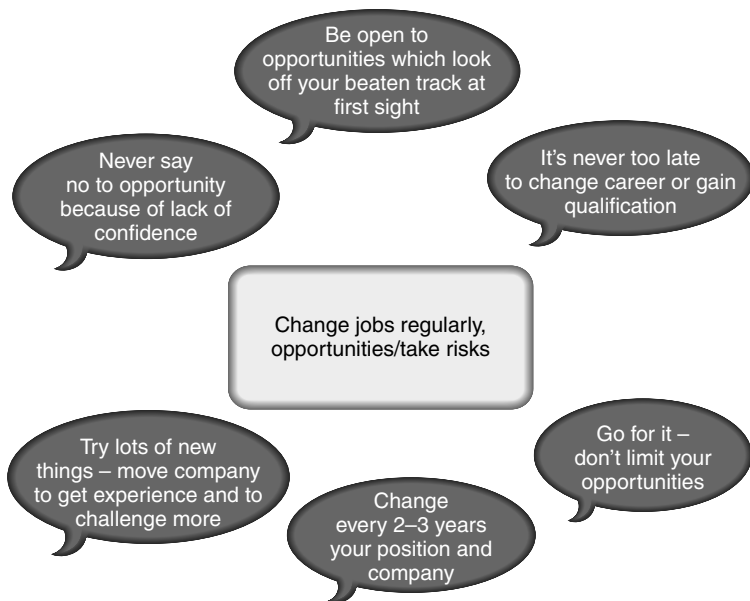 Be open to
opportunities which look
off your beaten track at
first sight
Never say
no to opportunity
because of lack of
confidence
It's never too late
to change career or gain
qualification
Change jobs regularly,
opportunities/take risks
Try lots of new
things – move company
to get experience and to
challenge more
Change
every 2–3 years
your position and
company
Go for it –
don't limit your
opportunities